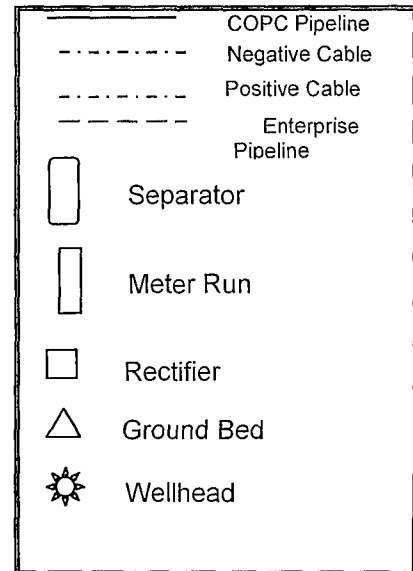 COPC Pipeline
Negative Cable
Positive Cable
Enterprise
Pipeline
Separator
Meter Run
Rectifier
Ground Bed
Wellhead